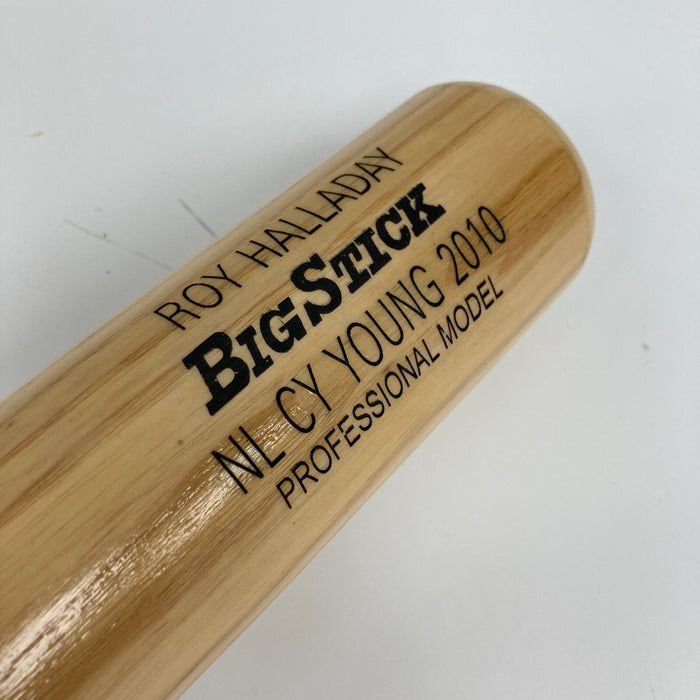 ROY HALLADAY
BIGSTICK
NL CY YOUNG 2010
PROFESSIONAL MODEL